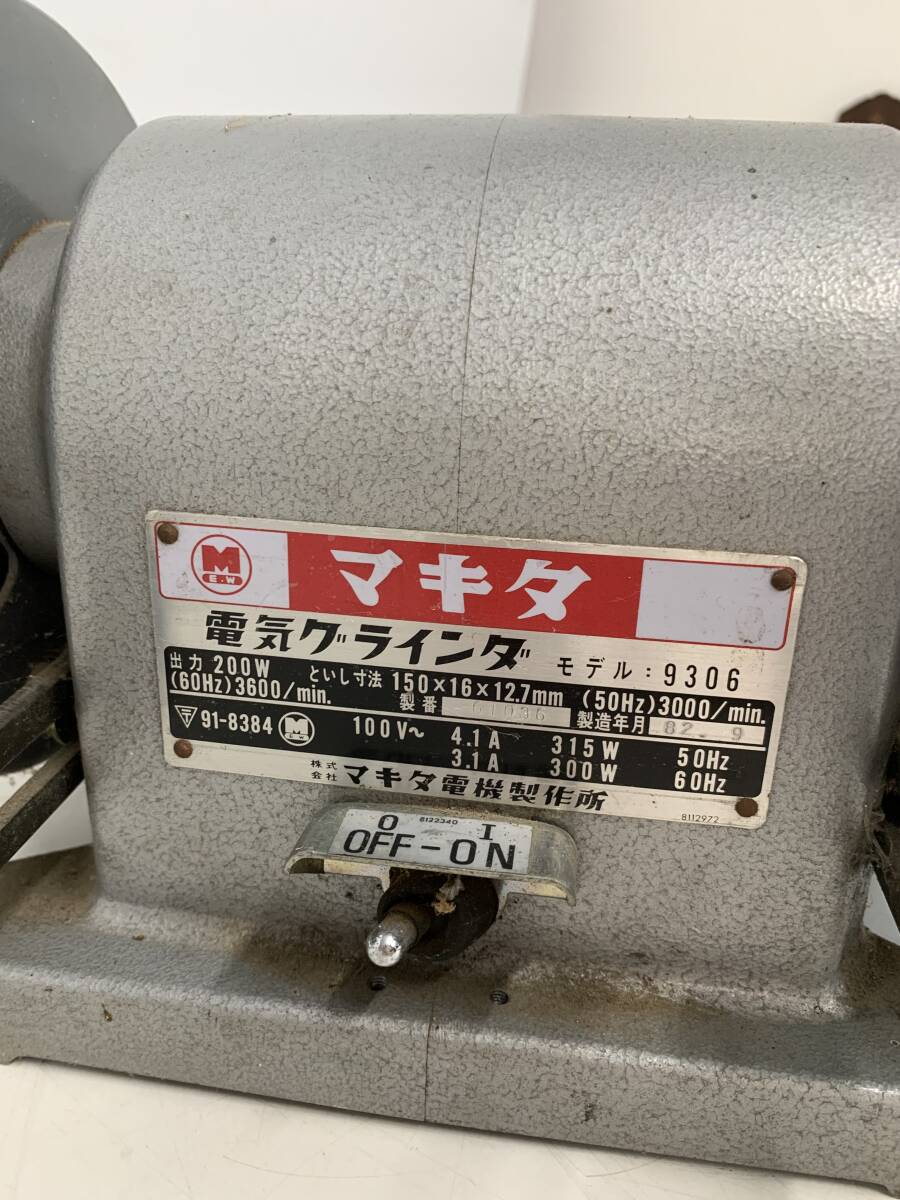 M
E.W
マキタ
電気グラインダ モデル:9306
出力 200W といし寸法 150×16×12.7mm (50Hz)3000/min.
(60Hz)3600/min. 製番 製造年月 82 9
〒91-8384 M E.W 100V~ 4.1A 315W 50Hz
3.1A 300W 60Hz
株式会社 マキタ電機製作所
8112972
O 8122340 I
OFF-ON